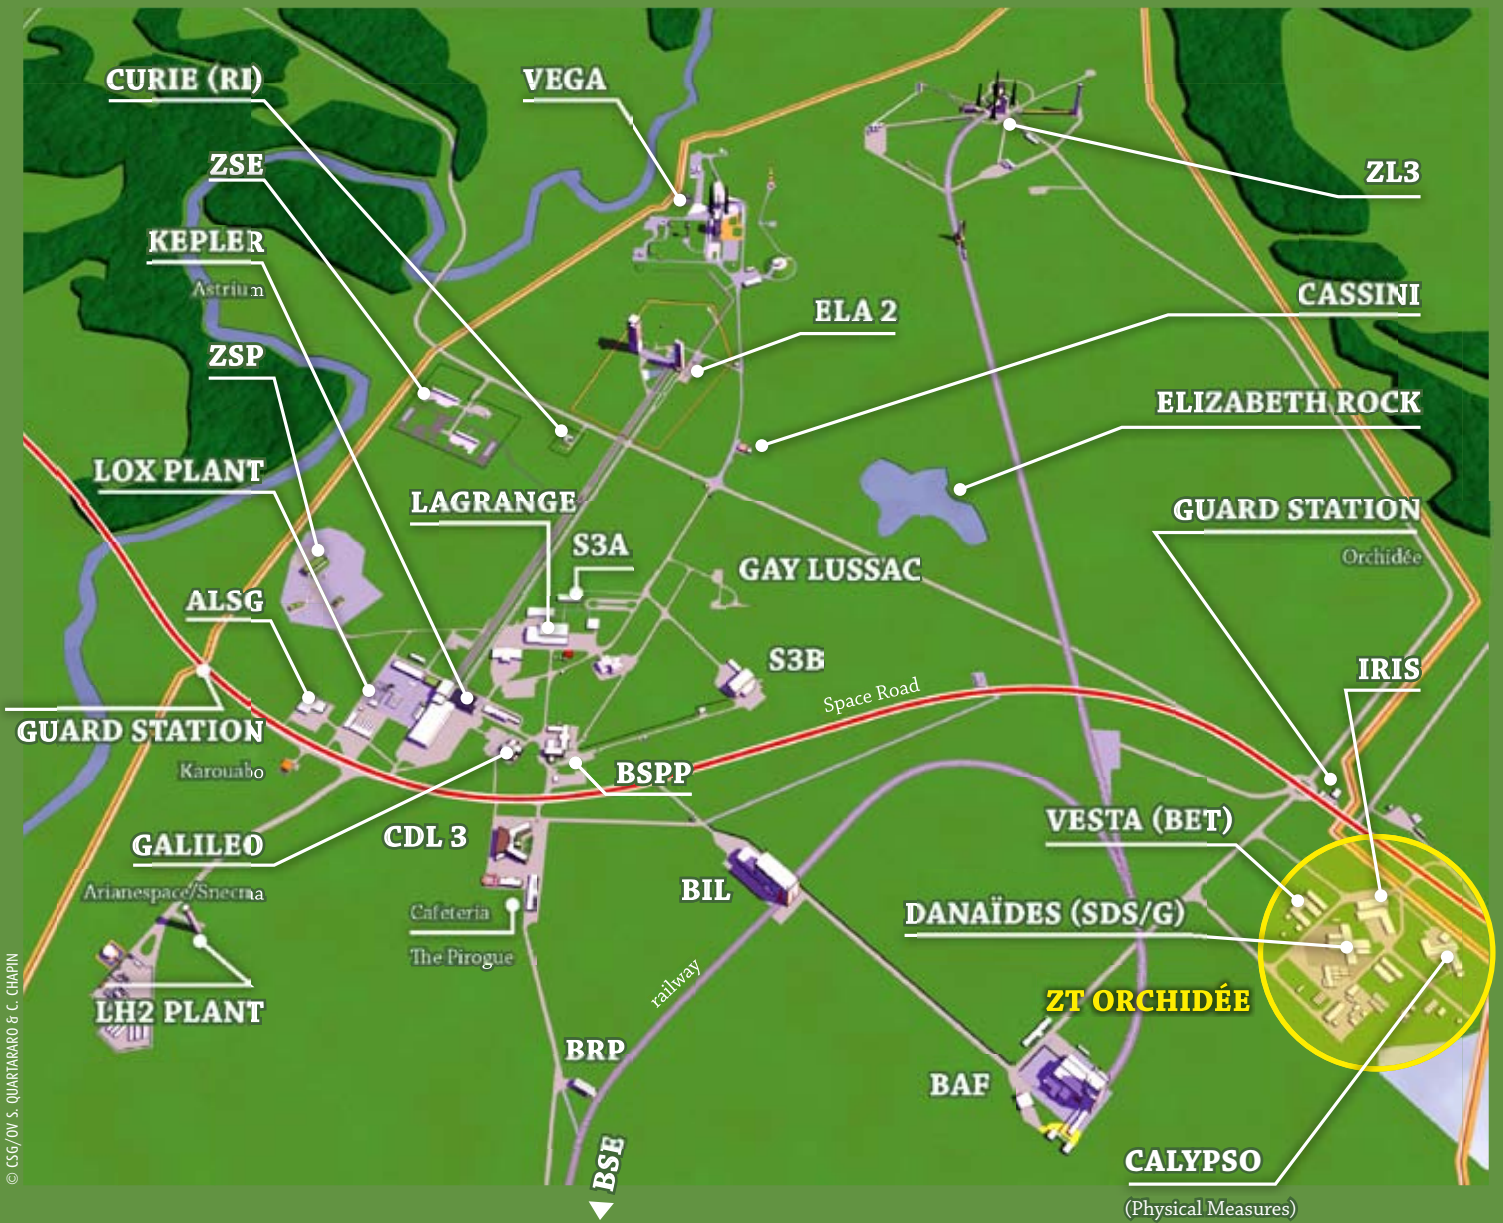 CURIE (RI)
VEGA
ZSE
ZL3
KEPLER
Astrium
CASSINI
ELA 2
ZSP
ELIZABETH ROCK
LOX PLANT
LAGRANGE
GUARD STATION
Orchidée
S3A
GAY LUSSAC
ALSG
S3B
IRIS
Space Road
GUARD STATION
Karouabo
BSPP
VESTA (BET)
CDL 3
GALILEO
Arianespace/Snecma
BIL
Cafeteria
The Pirogue
DANAÏDES (SDS/G)
railway
ZT ORCHIDÉE
LH2 PLANT
BRP
BAF
BSE
CALYPSO
(Physical Measures)
© CSG/OV S. QUARTARARO & C. CHAPIN